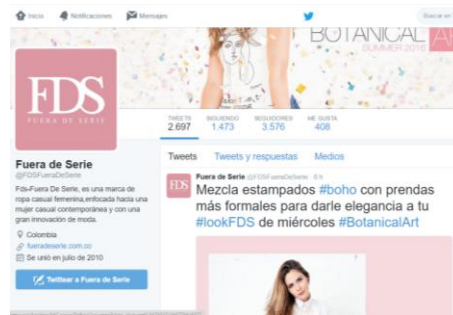 Inicio Notificaciones Mensajes
BOTANICAL
SUMMER 2016
FDS
FUERA DE SERIE
TWEETS SIGUIENDO SEGUIDORES ME GUSTA
2.697 1.473 3.576 408
Fuera de Serie
@FDSFueraDeSerie
Fds-Fuera De Serie, es una marca de
ropa casual femenina,enfocada hacia una
mujer casual contemporánea y con una
gran innovación de moda.
Colombia
fueradeserie.com.co
Se unió en julio de 2010
Twittear a Fuera de Serie
Tweets Tweets y respuestas Medios
FDS
Fuera de Serie @FDSFueraDeSerie · 6 h
Mezcla estampados #boho con prendas
más formales para darle elegancia a tu
#lookFDS de miércoles #BotanicalArt